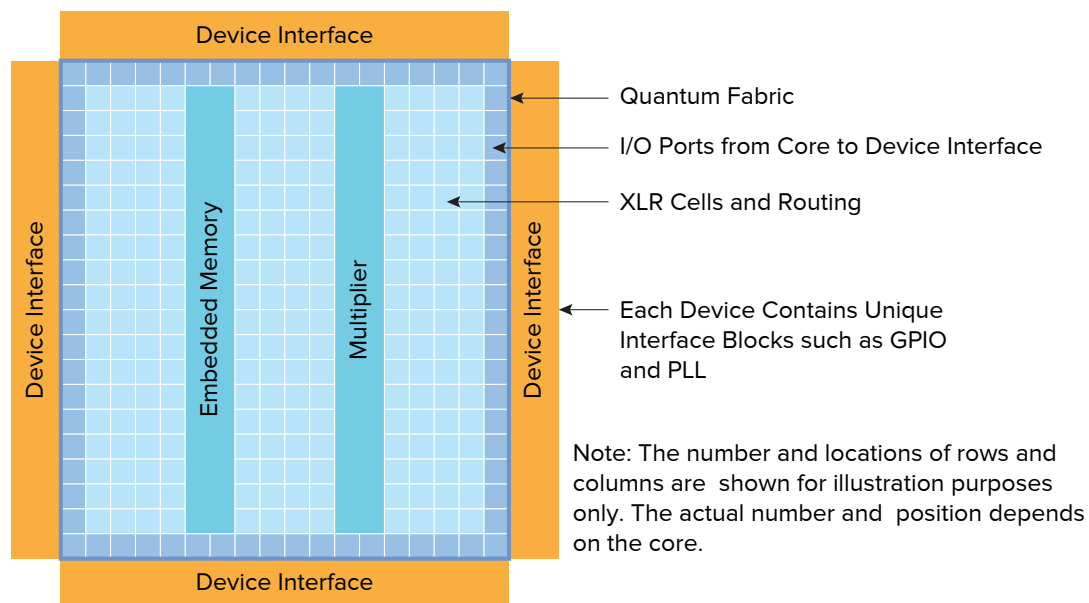 Device Interface
Device Interface
Embedded Memory
Multiplier
Device Interface
Quantum Fabric
I/O Ports from Core to Device Interface
XLR Cells and Routing
Each Device Contains Unique
Interface Blocks such as GPIO
and PLL
Note: The number and locations of rows and
columns are  shown for illustration purposes
only. The actual number and  position depends
on the core.
Device Interface